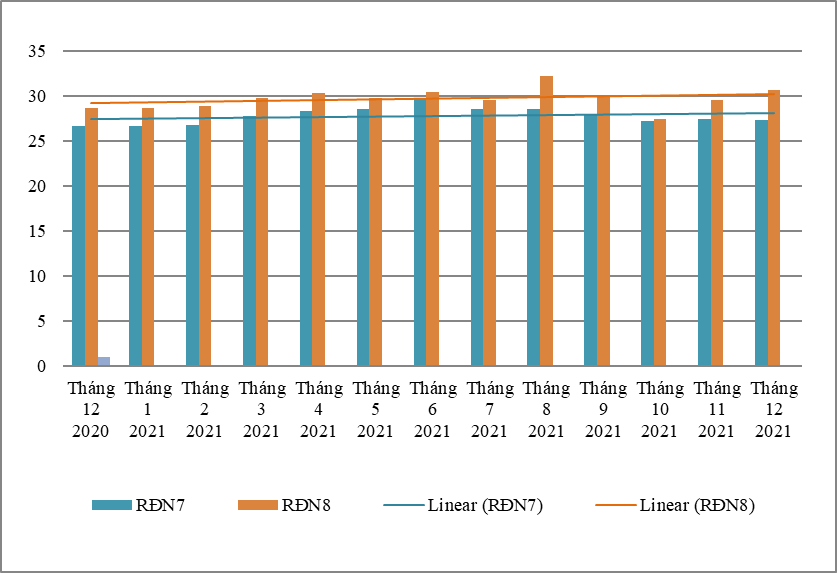 35
30
25
20
15
10
5
0
Tháng 12 2020
Tháng 1 2021
Tháng 2 2021
Tháng 3 2021
Tháng 4 2021
Tháng 5 2021
Tháng 6 2021
Tháng 7 2021
Tháng 8 2021
Tháng 9 2021
Tháng 10 2021
Tháng 11 2021
Tháng 12 2021
RĐN7 RĐN8 Linear (RĐN7) Linear (RĐN8)